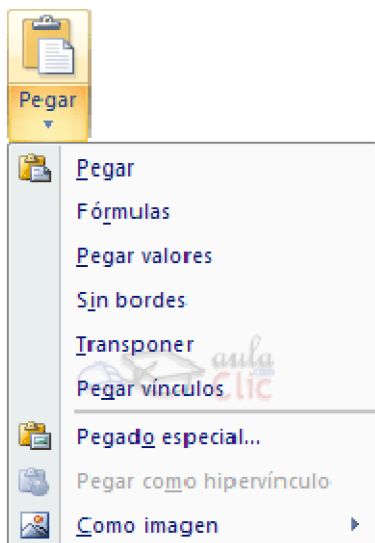 Pegar
Pegar
Fórmulas
Pegar valores
Sin bordes
Transponer
aula
Clic
Pegar vínculos
Pegado especial...
Pegar como hipervínculo
Como imagen